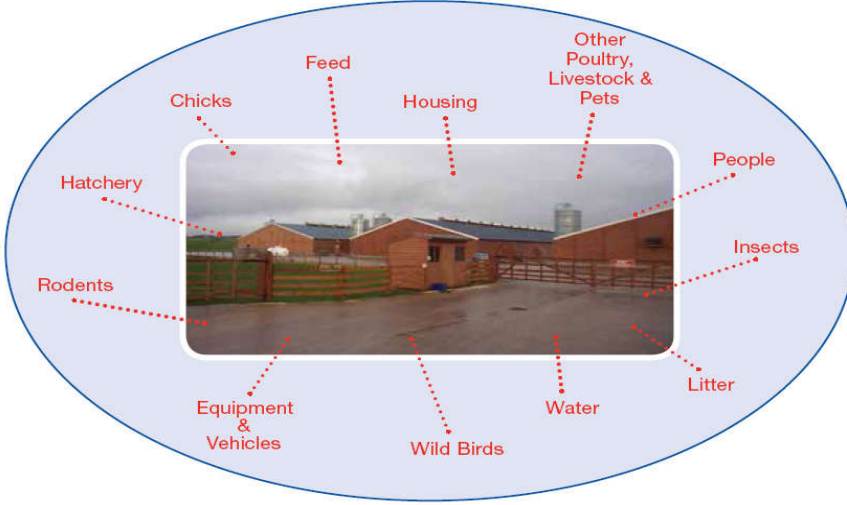 Other
Poultry,
Livestock &
Pets
Feed
Housing
Chicks
People
Hatchery
Insects
Rodents
Litter
Equipment
&
Vehicles
Water
Wild Birds